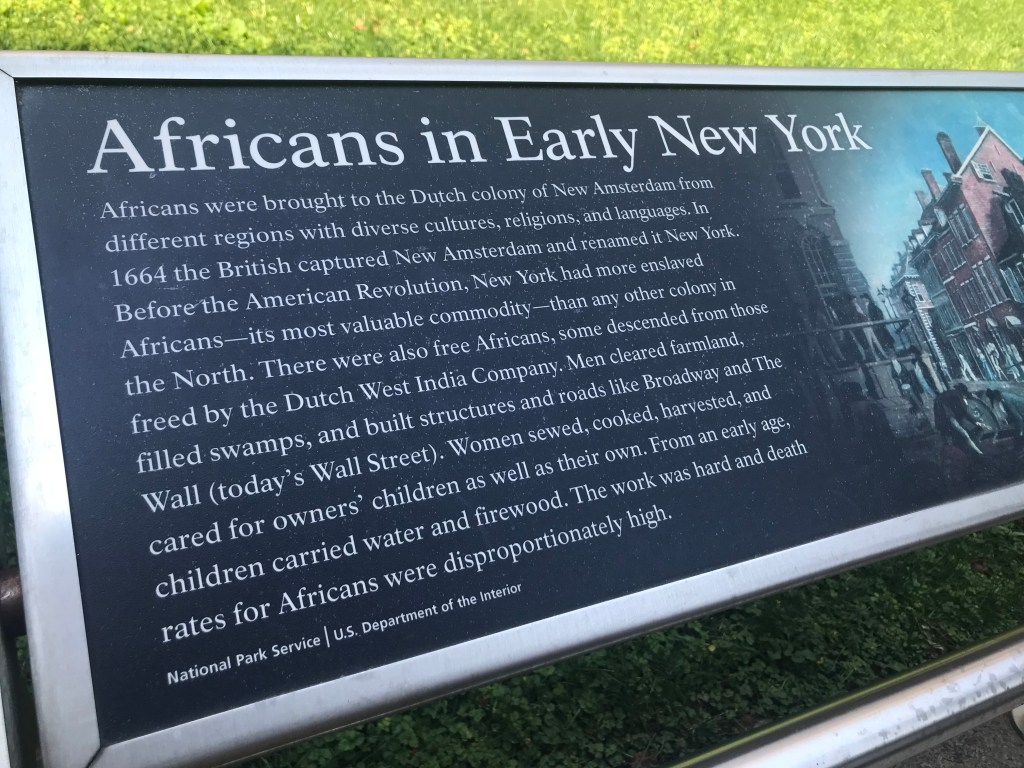 Africans in Early New York
Africans were brought to the Dutch colony of New Amsterdam from
different regions with diverse cultures, religions, and languages. In
1664 the British captured New Amsterdam and renamed it New York.
Before the American Revolution, New York had more enslaved
Africans—its most valuable commodity—than any other colony in
the North. There were also free Africans, some descended from those
freed by the Dutch West India Company. Men cleared farmland,
filled swamps, and built structures and roads like Broadway and The
Wall (today's Wall Street). Women sewed, cooked, harvested, and
cared for owners' children as well as their own. From an early age,
children carried water and firewood. The work was hard and death
rates for Africans were disproportionately high.
National Park Service | U.S. Department of the Interior